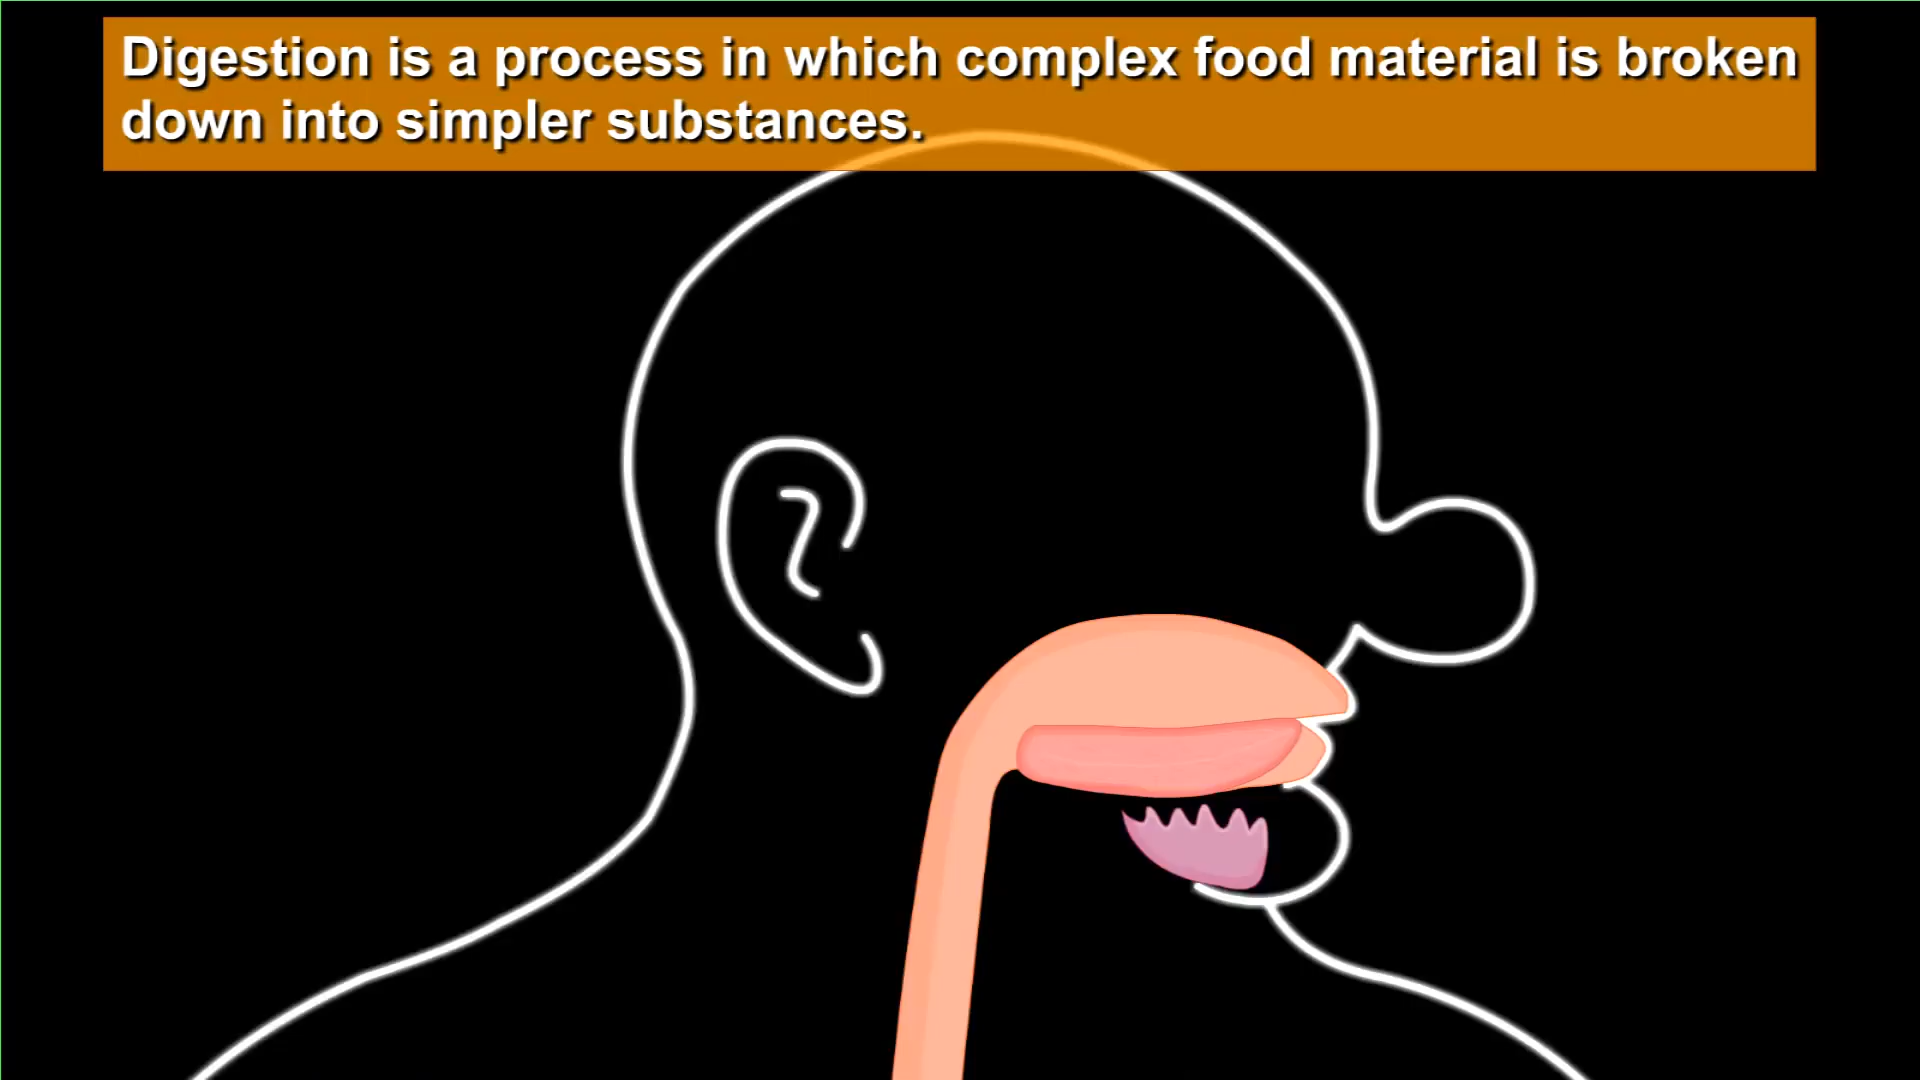 Digestion is a process in which complex food material is broken
down into simpler substances.